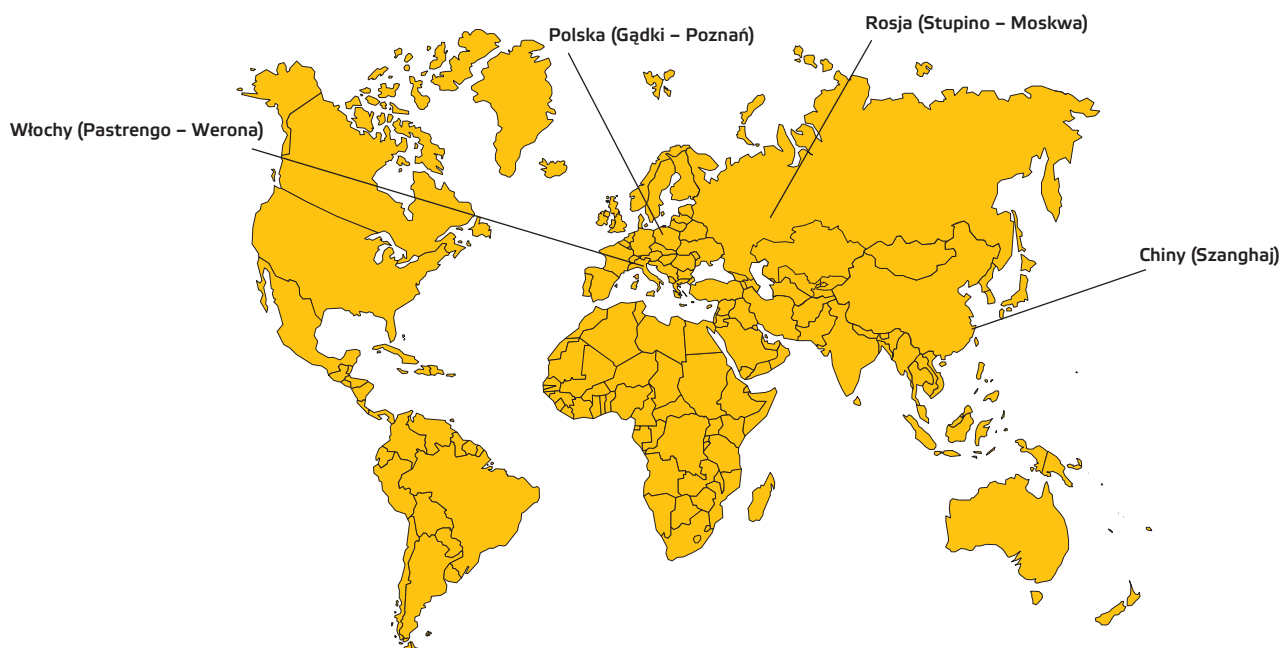 Rosja (Stupino – Moskwa)
Polska (Gądki – Poznań)
Włochy (Pastrengo – Werona)
Chiny (Szanghaj)